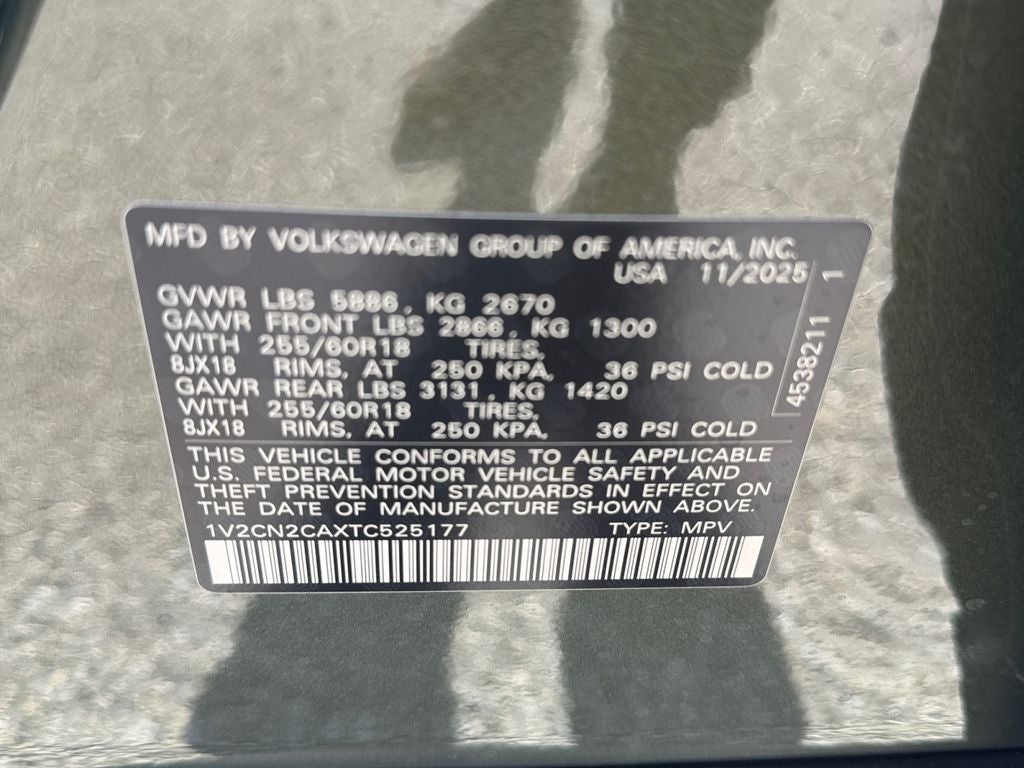 MFD BY VOLKSWAGEN GROUP OF AMERICA, INC.
USA 11/2025
GVWR LBS 5886, KG 2670
GAWR FRONT LBS 2866, KG 1300
WITH 255/60R18 TIRES,
8JX18 RIMS, AT 250 KPA, 36 PSI COLD
GAWR REAR LBS 3131, KG 1420
WITH 255/60R18 TIRES,
8JX18 RIMS, AT 250 KPA, 36 PSI COLD
4538211 1
THIS VEHICLE CONFORMS TO ALL APPLICABLE
U.S. FEDERAL MOTOR VEHICLE SAFETY AND
THEFT PREVENTION STANDARDS IN EFFECT ON
THE DATE OF MANUFACTURE SHOWN ABOVE.
1V2CN2CAXTC525177 TYPE: MPV